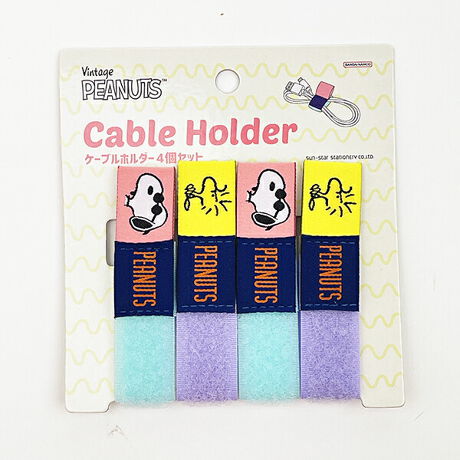 Vintage
PEANUTS™
BANDAI NAMCO
Cable Holder
ケーブルホルダー4個セット
sun-star stationery co.,ltd.
PEANUTS
PEANUTS
PEANUTS
PEANUTS